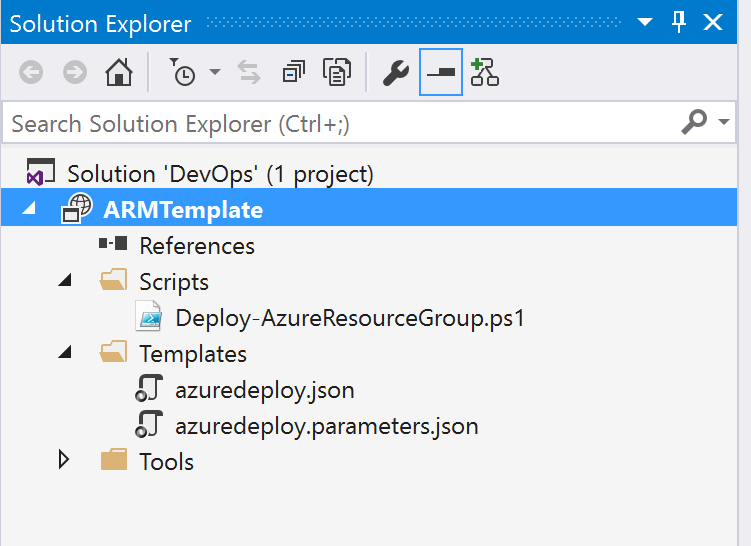 Solution Explorer
Search Solution Explorer (Ctrl+;)
Solution 'DevOps' (1 project)
ARMTemplate
References
Scripts
Deploy-AzureResourceGroup.ps1
Templates
azuredeploy.json
azuredeploy.parameters.json
Tools